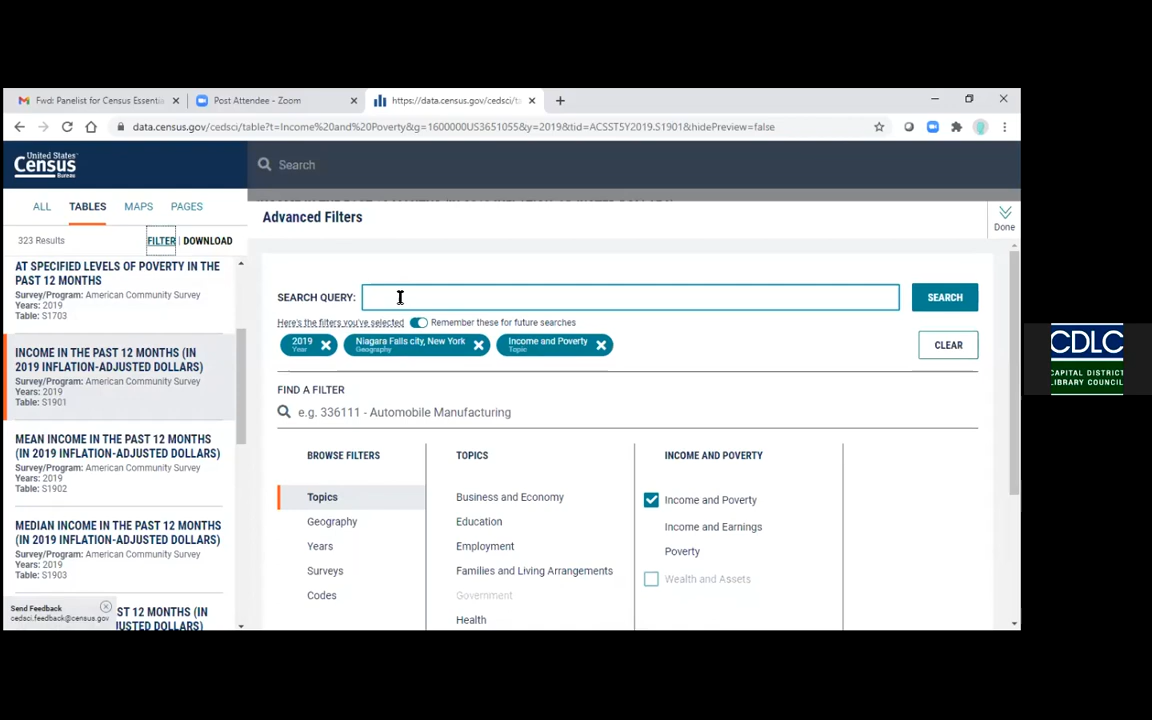 Fwd: Panelist for Census Essentia
Post Attendee - Zoom
https://data.census.gov/cedsci/t
data.census.gov/cedsci/table?t=Income%20and%20Poverty&g=1600000US3651055&y=2019&tid=ACSST5Y2019.S1901&hidePreview=false
United States
Census
Bureau
Search
ALL
TABLES
MAPS
PAGES
323 Results
FILTER | DOWNLOAD
AT SPECIFIED LEVELS OF POVERTY IN THE
PAST 12 MONTHS
Survey/Program: American Community Survey
Years: 2019
Table: S1703
INCOME IN THE PAST 12 MONTHS (IN
2019 INFLATION-ADJUSTED DOLLARS)
Survey/Program: American Community Survey
Years: 2019
Table: S1901
MEAN INCOME IN THE PAST 12 MONTHS
(IN 2019 INFLATION-ADJUSTED DOLLARS)
Survey/Program: American Community Survey
Years: 2019
Table: S1902
MEDIAN INCOME IN THE PAST 12 MONTHS
(IN 2019 INFLATION-ADJUSTED DOLLARS)
Survey/Program: American Community Survey
Years: 2019
Table: S1903
ST 12 MONTHS (IN
Send Feedback
cedsci.feedback@census.gov
Advanced Filters
Done
SEARCH QUERY:
SEARCH
Here's the filters you've selected
Remember these for future searches
2019
Year
Niagara Falls city, New York
Geography
Income and Poverty
Topic
CLEAR
FIND A FILTER
e.g. 336111 - Automobile Manufacturing
BROWSE FILTERS
Topics
Geography
Years
Surveys
Codes
TOPICS
Business and Economy
Education
Employment
Families and Living Arrangements
Government
Health
INCOME AND POVERTY
Income and Poverty
Income and Earnings
Poverty
Wealth and Assets
CDLC
CAPITAL DISTRICT
LIBRARY COUNCIL